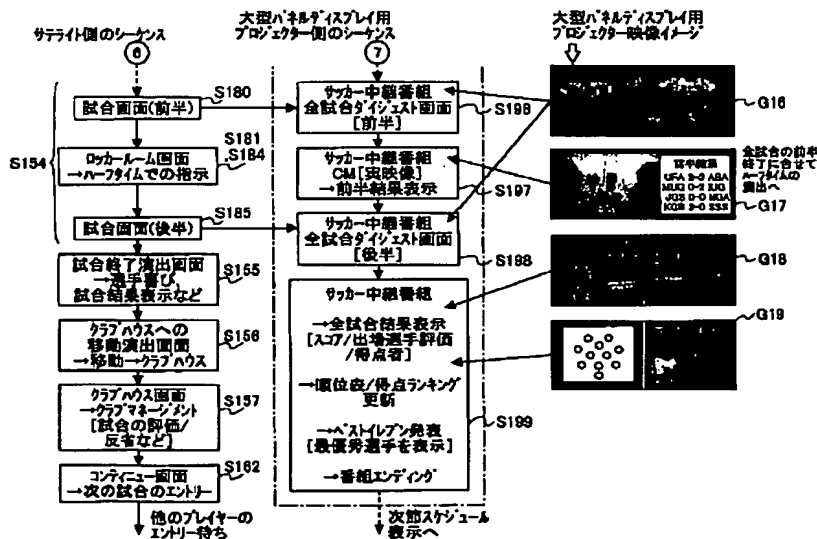 サテライト側のシーケンス
6
S154
試合画面(前半)
S180
S181
ロッカールーム画面
→ハーフタイムでの指示
S184
試合画面(後半)
S185
試合終了演出画面
→選手喜び、
試合結果表示など
S155
クラブハウスへの
移動演出画面
→移動→クラブハウス
S156
クラブハウス画面
→クラブマネージメント
[試合の評価/
反省など]
S157
コンティニュー画面
→次の試合のエントリー
S162
他のプレイヤーの
エントリー待ち
大型パネルディスプレイ用
プロジェクター側のシーケンス
7
サッカー中継番組
全試合ダイジェスト画面
[前半]
S198
サッカー中継番組
CM[実映像]
→前半結果表示
S197
サッカー中継番組
全試合ダイジェスト画面
[後半]
S198
サッカー中継番組
→全試合結果表示
[スコア/出場選手評価
/得点者]
→順位表/得点ランキング
更新
→ベストイレブン発表
[最優秀選手を表示]
→番組エンディング
S199
次節スケジュール
表示へ
大型パネルディスプレイ用
プロジェクター映像イメージ
G16
全試合の前半
終了に合せて
ハーフタイムの
演出へ
G17
G18
G19